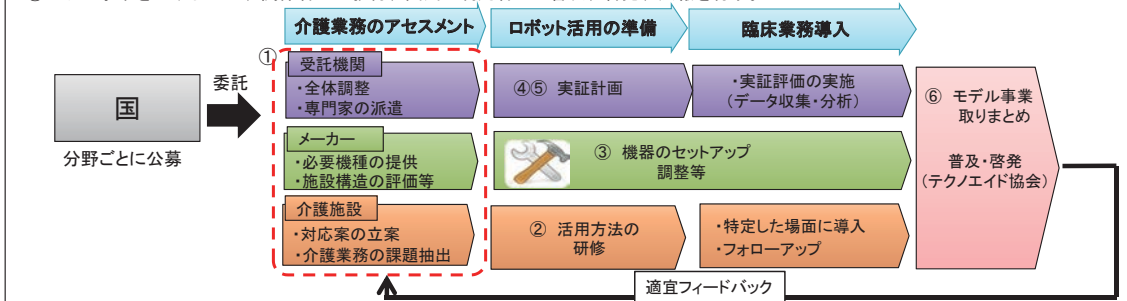 介護業務のアセスメント
ロボット活用の準備
臨床業務導入
①
国
委託
分野ごとに公募
受託機関
・全体調整
・専門家の派遣
④⑤ 実証計画
・実証評価の実施
(データ収集・分析)
メーカー
・必要機種の提供
・施設構造の評価等
③ 機器のセットアップ
調整等
介護施設
・対応案の立案
・介護業務の課題抽出
② 活用方法の
研修
・特定した場面に導入
・フォローアップ
⑥ モデル事業
取りまとめ
普及・啓発
(テクノエイド協会)
適宜フィードバック